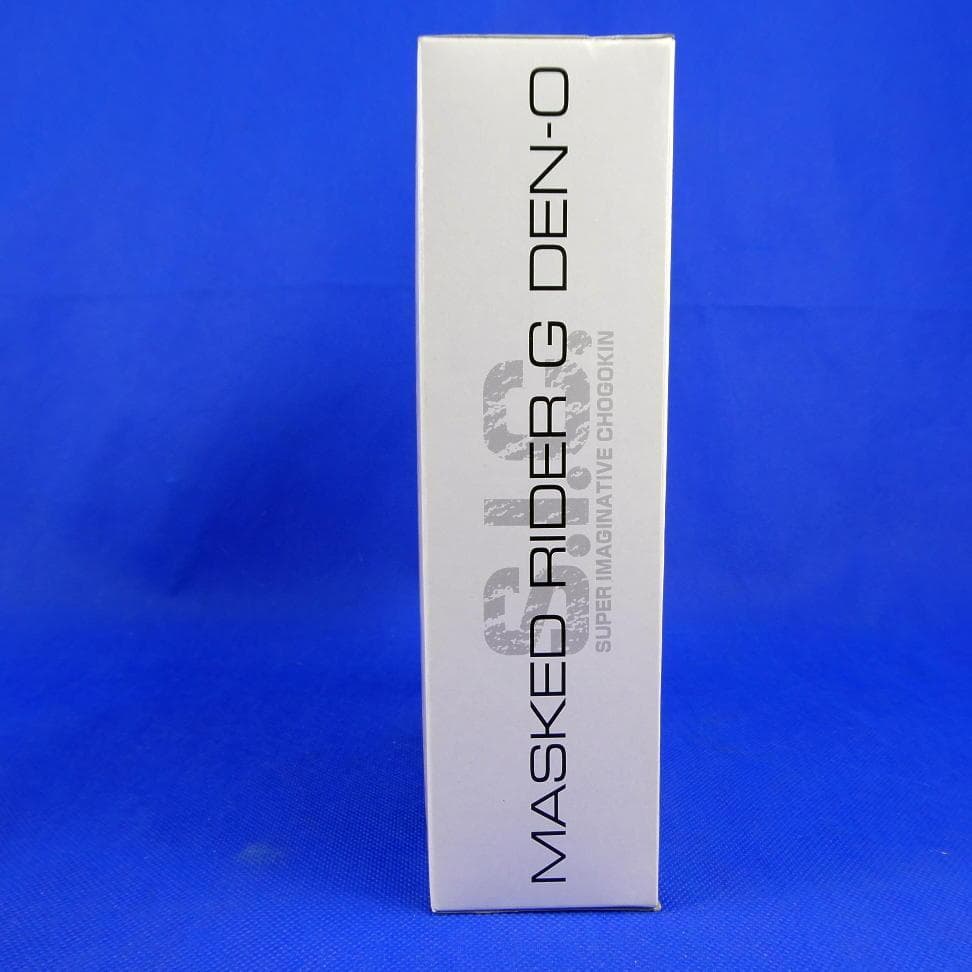 MASKED RIDER G DEN-O
S.I.C.
SUPER IMAGINATIVE CHOGOKIN